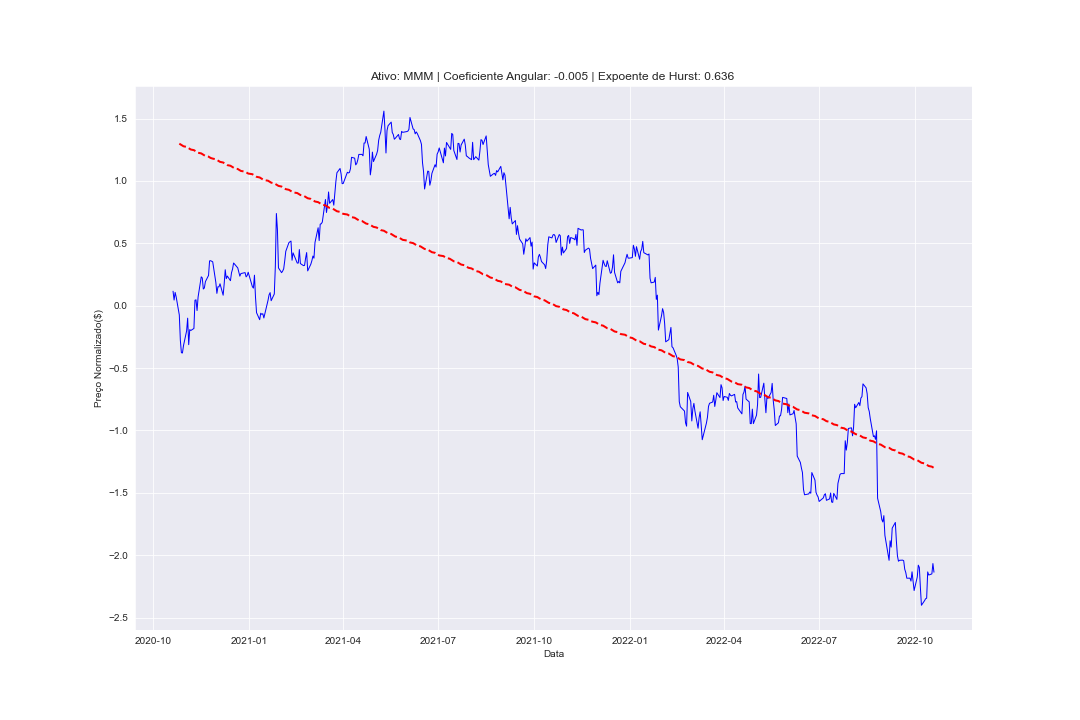 Ativo: MMM | Coeficiente Angular: -0.005 | Expoente de Hurst: 0.636
Preço Normalizado($)
1.5
1.0
0.5
0.0
−0.5
−1.0
−1.5
−2.0
−2.5
2020-10 2021-01 2021-04 2021-07 2021-10 2022-01 2022-04 2022-07 2022-10
Data